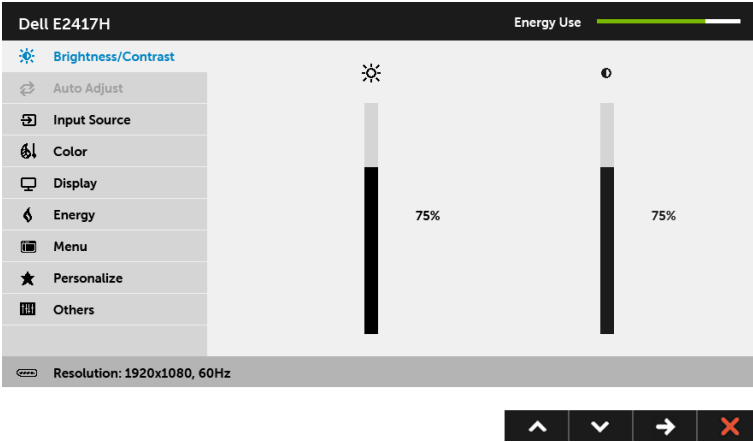 Dell E2417H
Energy Use
Brightness/Contrast
Auto Adjust
Input Source
Color
Display
Energy
Menu
Personalize
Others
75%
75%
Resolution: 1920x1080, 60Hz